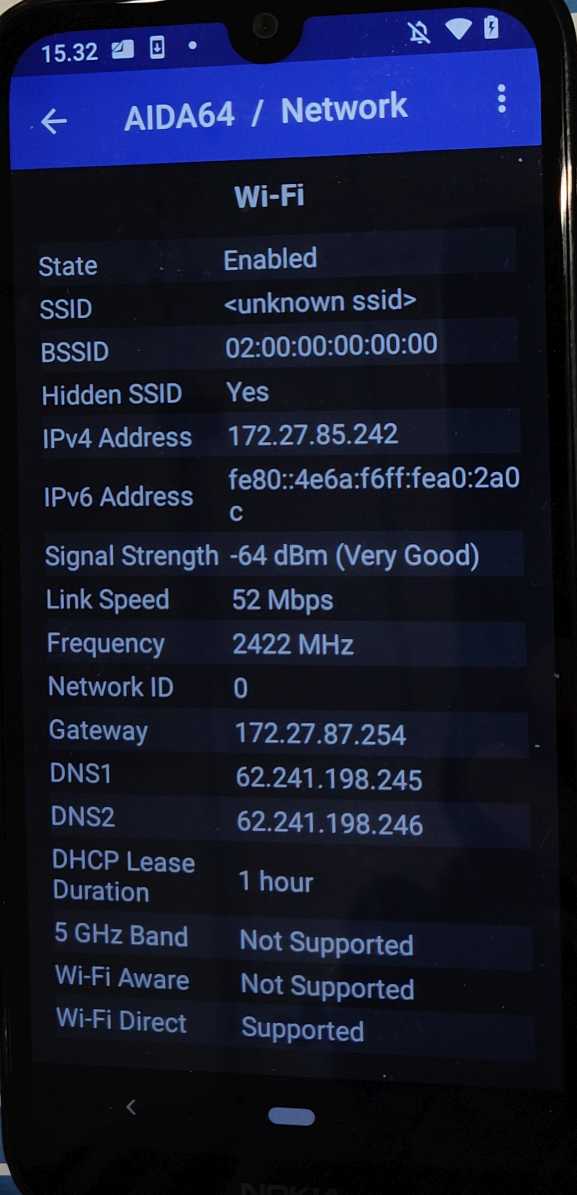 15.32
AIDA64 / Network
Wi-Fi
State Enabled
SSID <unknown ssid>
BSSID 02:00:00:00:00:00
Hidden SSID Yes
IPv4 Address 172.27.85.242
IPv6 Address fe80::4e6a:f6ff:fea0:2a0
c
Signal Strength -64 dBm (Very Good)
Link Speed 52 Mbps
Frequency 2422 MHz
Network ID 0
Gateway 172.27.87.254
DNS1 62.241.198.245
DNS2 62.241.198.246
DHCP Lease
Duration 1 hour
5 GHz Band Not Supported
Wi-Fi Aware Not Supported
Wi-Fi Direct Supported
NOKIA